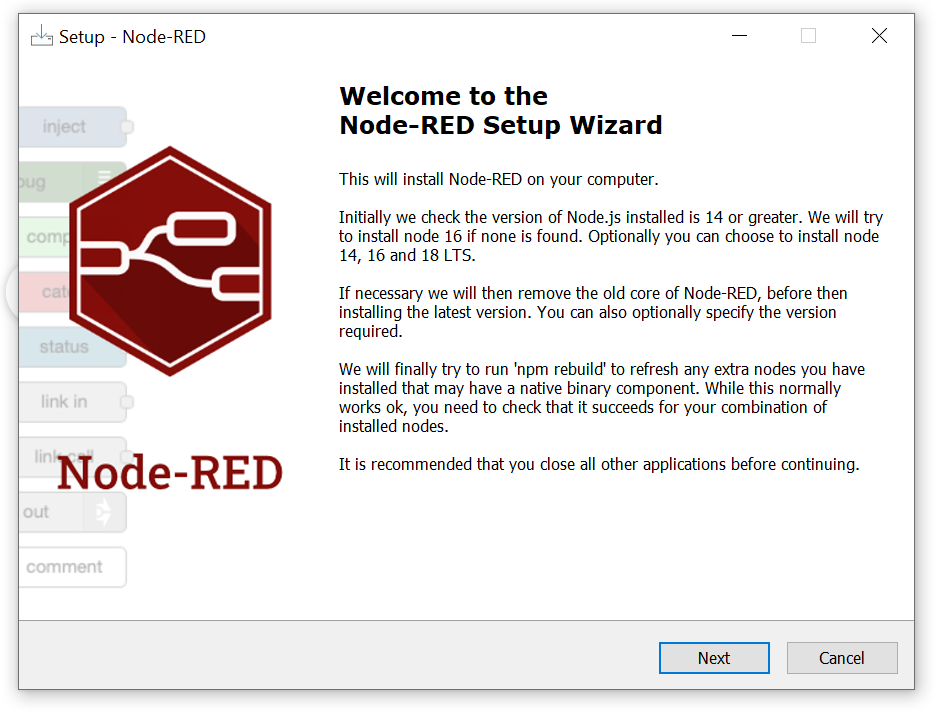 Setup - Node-RED
Welcome to the
Node-RED Setup Wizard
This will install Node-RED on your computer.
Initially we check the version of Node.js installed is 14 or greater. We will try
to install node 16 if none is found. Optionally you can choose to install node
14, 16 and 18 LTS.
If necessary we will then remove the old core of Node-RED, before then
installing the latest version. You can also optionally specify the version
required.
We will finally try to run 'npm rebuild' to refresh any extra nodes you have
installed that may have a native binary component. While this normally
works ok, you need to check that it succeeds for your combination of
installed nodes.
It is recommended that you close all other applications before continuing.
inject
bug
comp
cat
status
link in
link call
Node-RED
out
comment
Next
Cancel